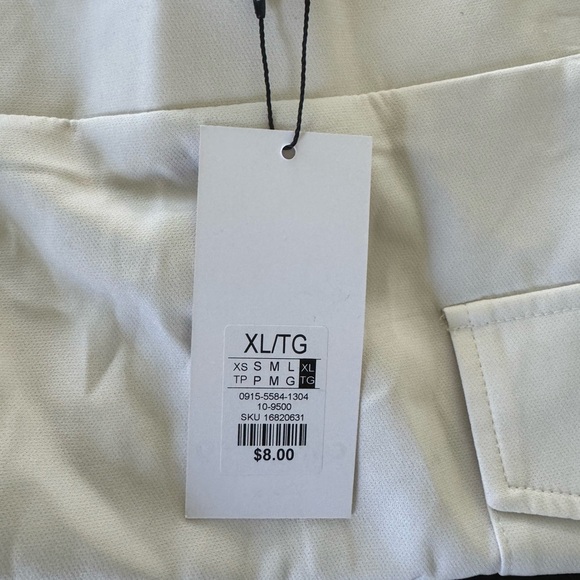 XL/TG
XS S M L XL
TP P M G TG
0915-5584-1304
10-9500
SKU 16820631
$8.00